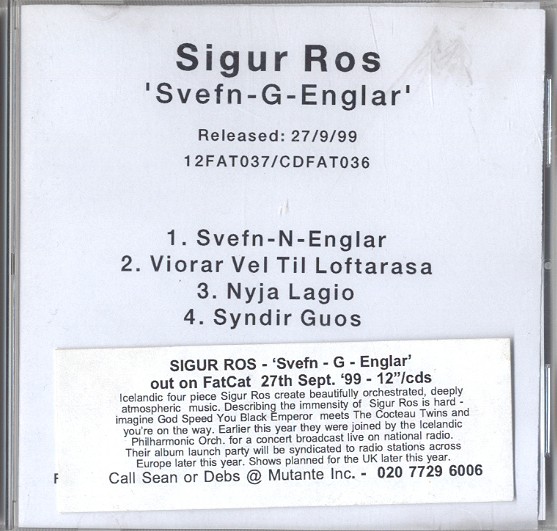 Sigur Ros
'Svefn-G-Englar'
Released: 27/9/99
12FAT037/CDFAT036
1. Svefn-N-Englar
2. Viorar Vel Til Loftarasa
3. Nyja Lagio
4. Syndir Guos
SIGUR ROS - 'Svefn - G - Englar'
out on FatCat 27th Sept. '99 - 12"/cds
Icelandic four piece Sigur Ros create beautifully orchestrated, deeply
atmospheric music. Describing the immensity of Sigur Ros is hard -
imagine God Speed You Black Emperor meets The Cocteau Twins and
you're on the way. Earlier this year they were joined by the Icelandic
Philharmonic Orch. for a concert broadcast live on national radio.
Their album launch party will be syndicated to radio stations across
Europe later this year. Shows planned for the UK later this year.
Call Sean or Debs @ Mutante Inc. - 020 7729 6006